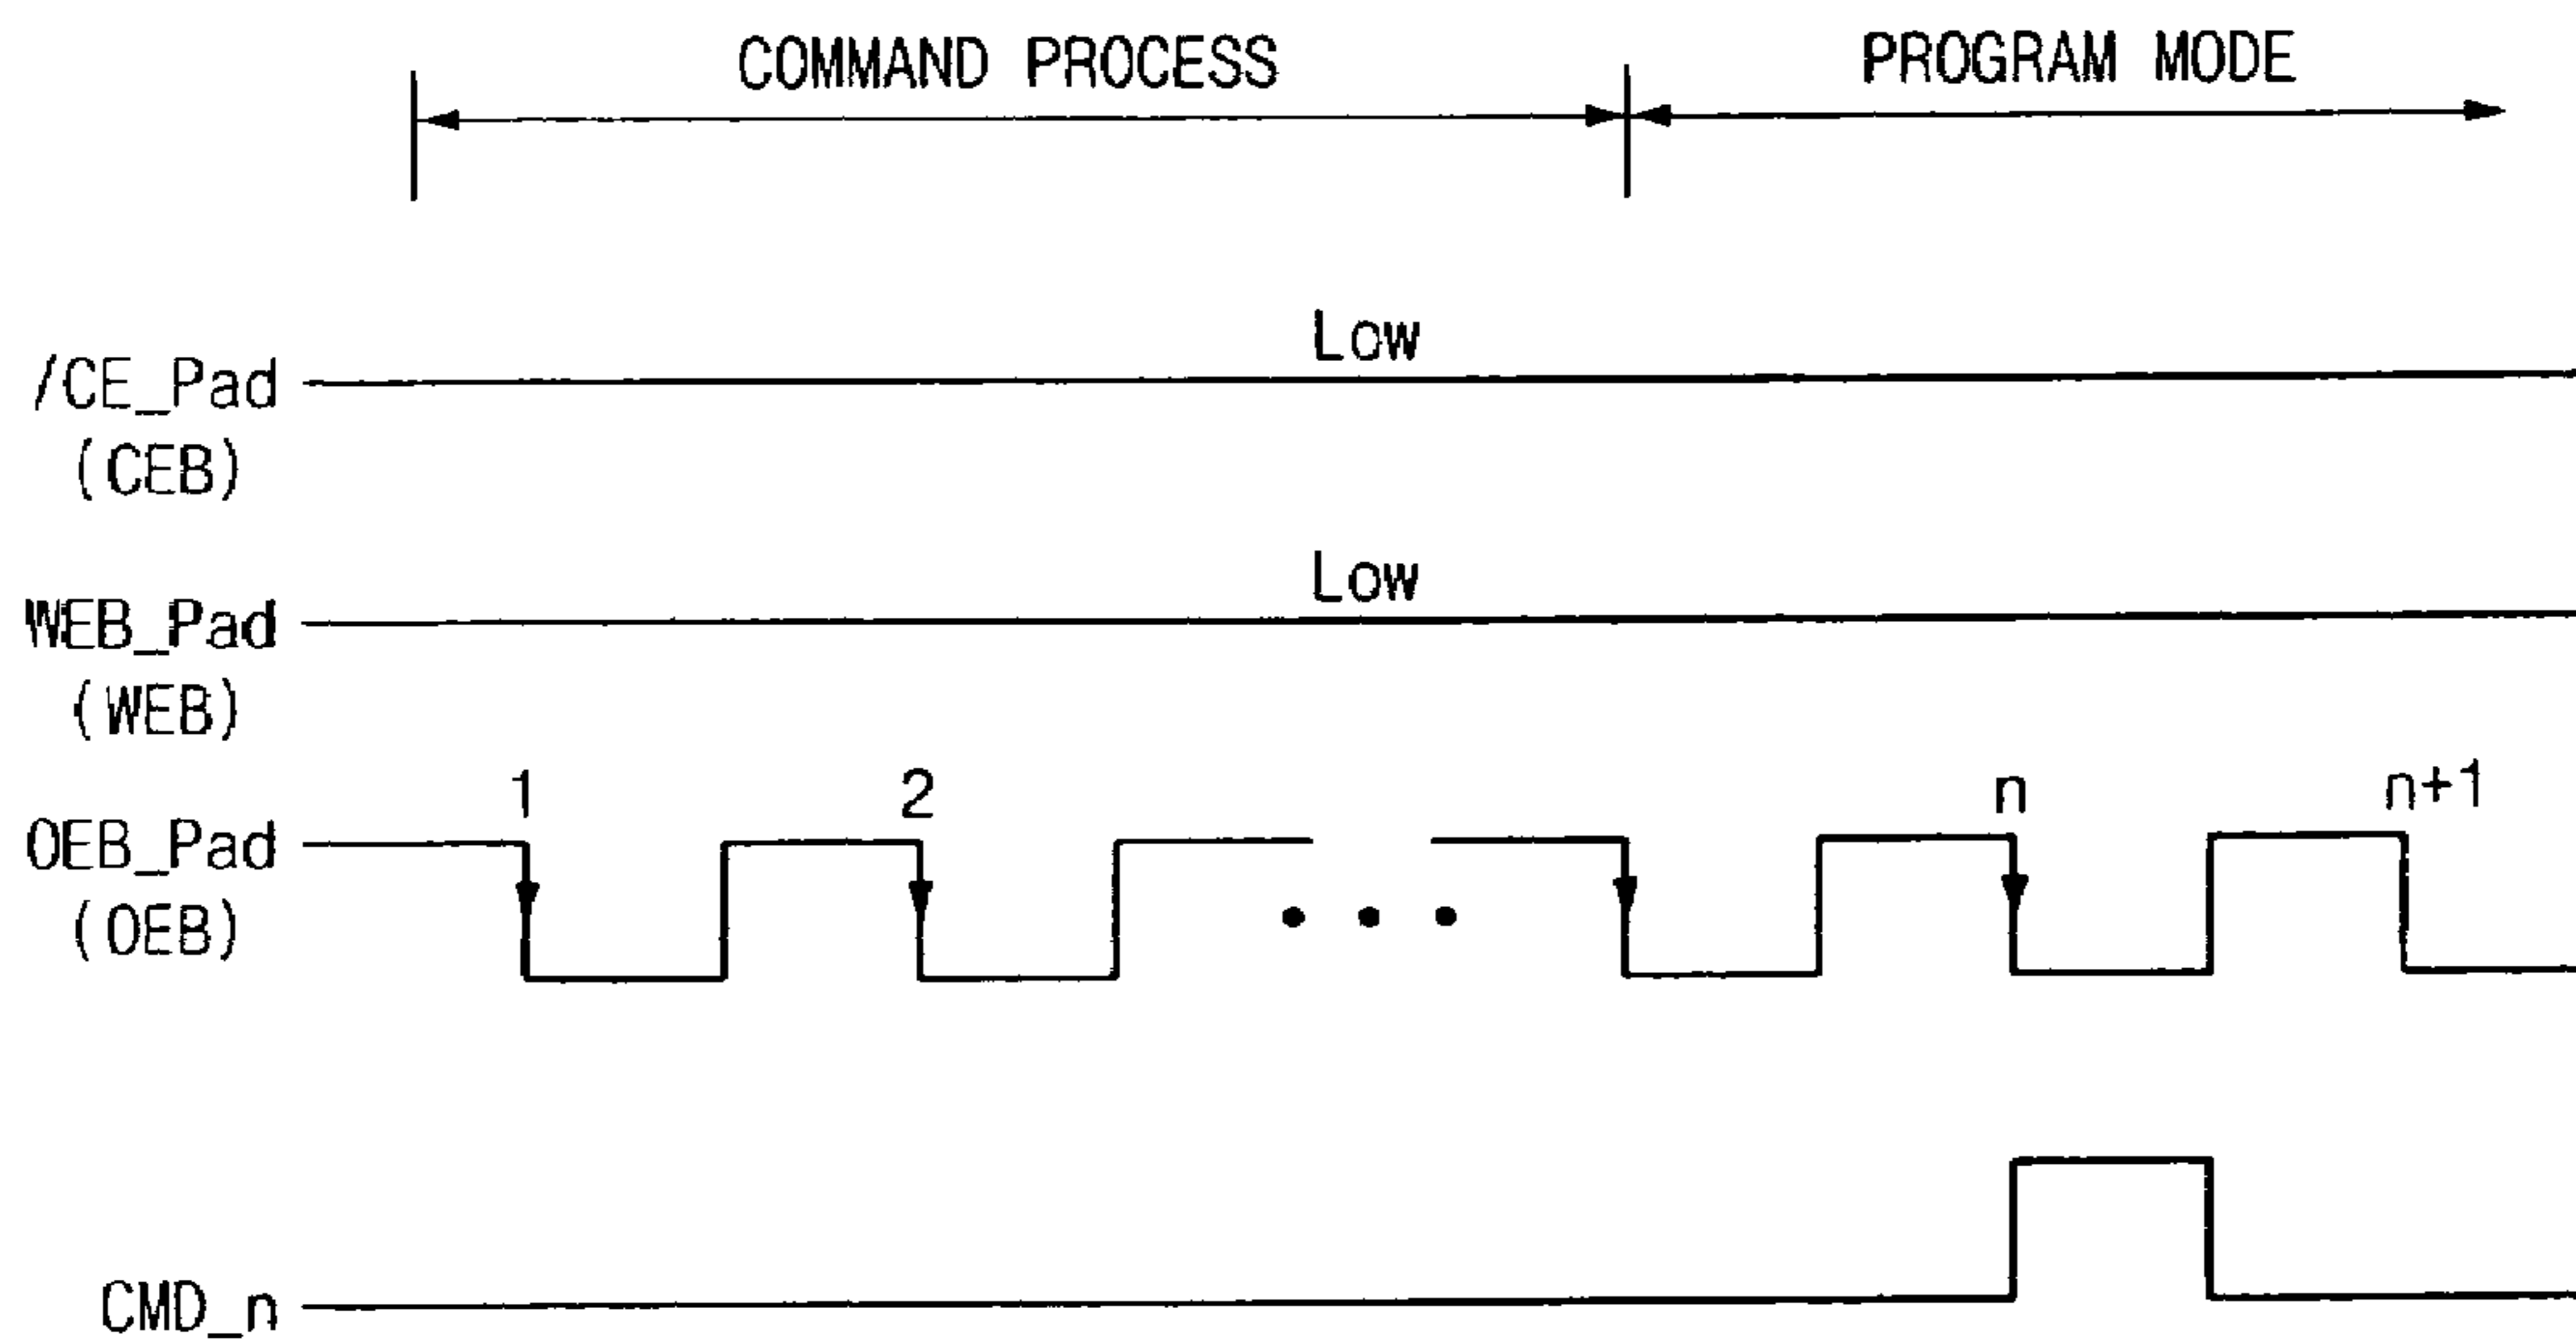 COMMAND PROCESS
PROGRAM MODE
Low
/CE_Pad
(CEB)
Low
WEB_Pad
(WEB)
1
2
n
n+1
OEB_Pad
(OEB)
CMD_n